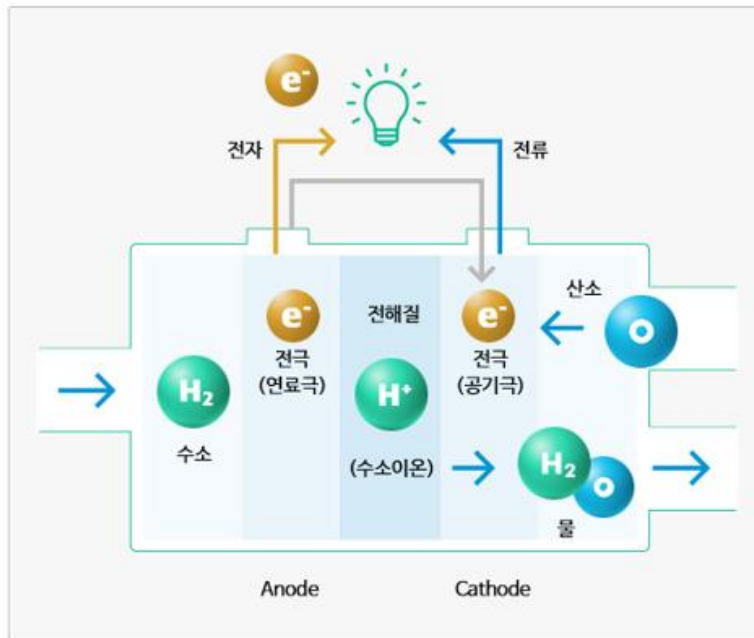 e⁻
전자
전류
e⁻
전극
(연료극)
전해질
e⁻
전극
(공기극)
산소
O
H₂
수소
H⁺
(수소이온)
H₂
O
물
Anode
Cathode